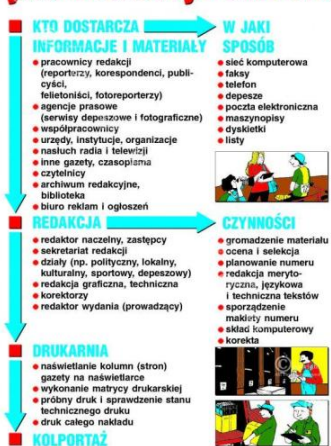 KTO DOSTARCZA
INFORMACJE I MATERIAŁY
pracownicy redakcji
(reporterzy, korespondenci, publi-
cyści,
felietoniści, fotoreporterzy)
agencje prasowe
(serwisy depeszowe i fotograficzne)
współpracownicy
urzędy, instytucje, organizacje
nasłuch radia i telewizji
inne gazety, czasopisma
czytelnicy
archiwum redakcyjne,
biblioteka
biuro reklam i ogłoszeń
W JAKI
SPOSÓB
sieć komputerowa
faksy
telefon
depesze
poczta elektroniczna
maszynopisy
dyskietki
listy
REDAKCJA
redaktor naczelny, zastępcy
sekretariat redakcji
działy (np. polityczny, lokalny,
kulturalny, sportowy, depeszowy)
redakcja graficzna, techniczna
korektorzy
redaktor wydania (prowadzący)
CZYNNOŚCI
gromadzenie materiału
ocena i selekcja
planowanie numeru
redakcja meryto-
ryczna, językowa
i techniczna tekstów
sporządzenie
makiety numeru
skład komputerowy
korekta
DRUKARNIA
naświetlanie kolumn (stron)
gazety na naświetlarce
wykonanie matrycy drukarskiej
próbny druk i sprawdzenie stanu
technicznego druku
druk całego nakładu
KOLPORTAŻ